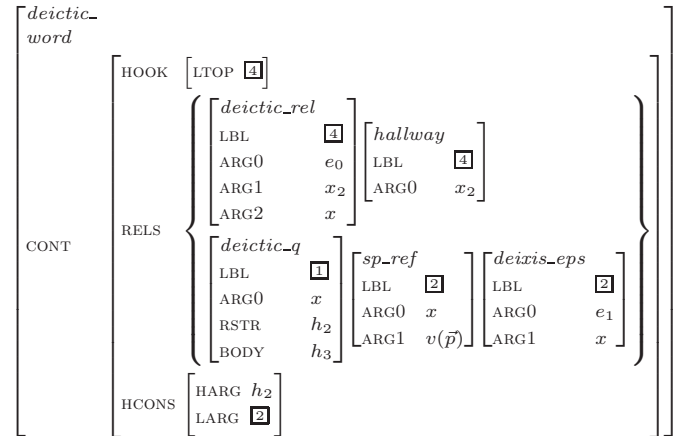 deictic_
word
HOOK [LTOP 4]
deictic_rel
LBL 4
ARG0 e₀
ARG1 x₂
ARG2 x
hallway
LBL 4
ARG0 x₂
CONT
RELS
deictic_q
LBL 1
ARG0 x
RSTR h₂
BODY h₃
sp_ref
LBL 2
ARG0 x
ARG1 v(p⃗)
deixis_eps
LBL 2
ARG0 e₁
ARG1 x
HCONS
HARG h₂
LARG 2